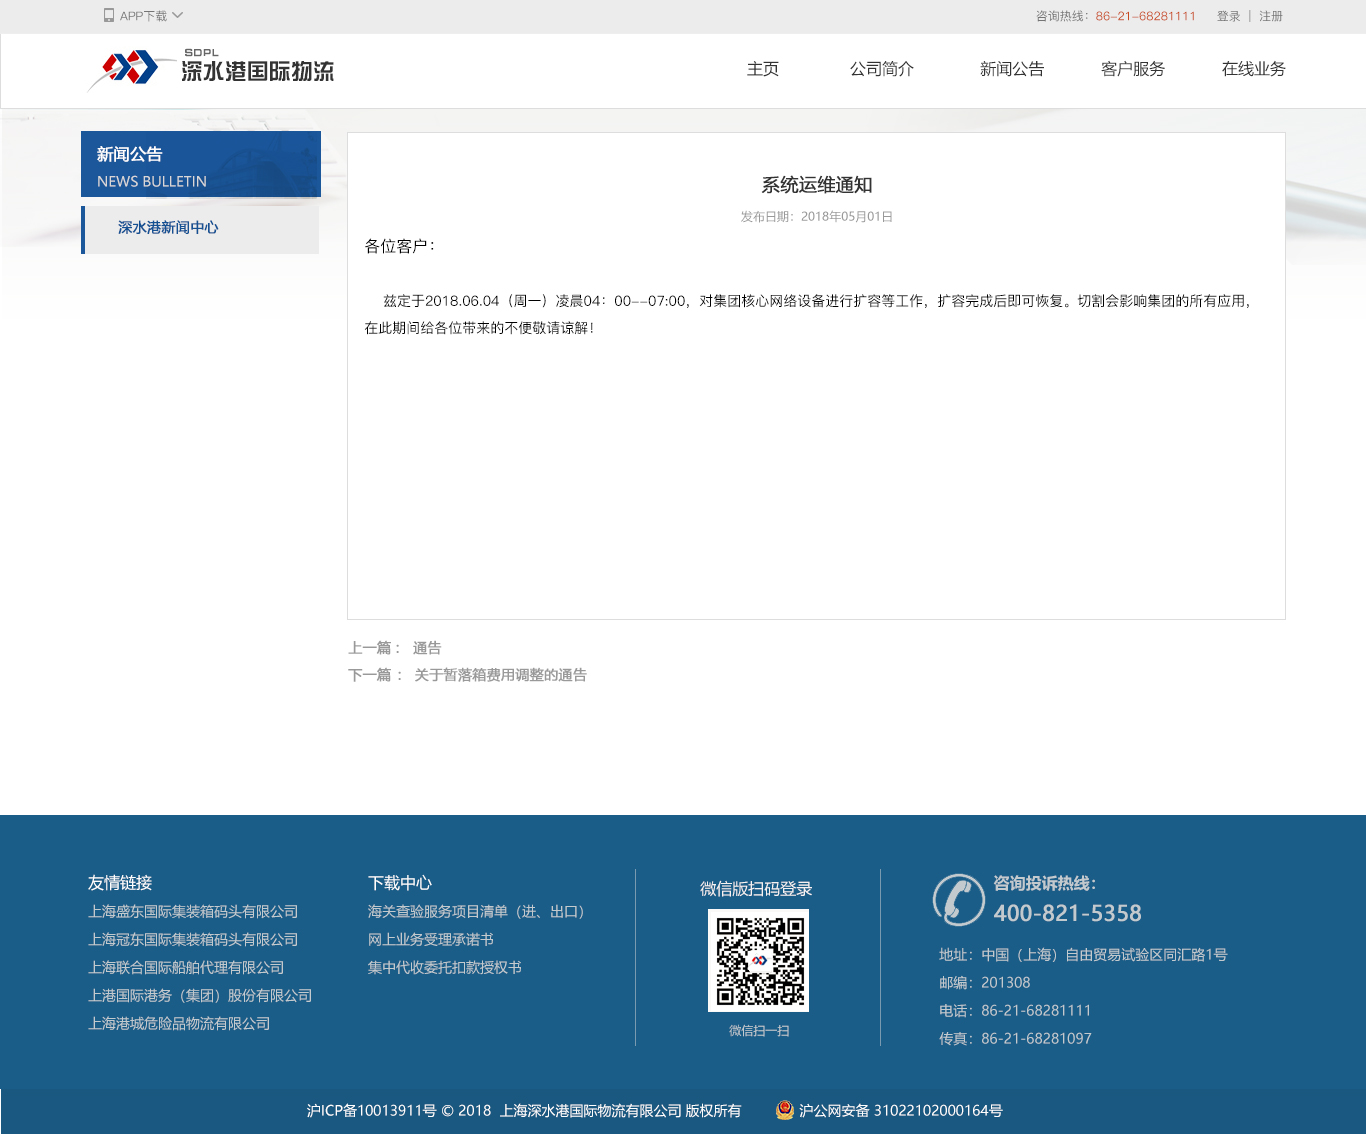 APP下载
咨询热线：86-21-68281111 登录 | 注册
SDPL
深水港国际物流
主页 公司简介 新闻公告 客户服务 在线业务
新闻公告
NEWS BULLETIN
深水港新闻中心
系统运维通知
发布日期：2018年05月01日
各位客户：
兹定于2018.06.04（周一）凌晨04：00--07:00，对集团核心网络设备进行扩容等工作，扩容完成后即可恢复。切割会影响集团的所有应用，
在此期间给各位带来的不便敬请谅解！
上一篇： 通告
下一篇： 关于暂落箱费用调整的通告
友情链接
上海盛东国际集装箱码头有限公司
上海冠东国际集装箱码头有限公司
上海联合国际船舶代理有限公司
上港国际港务（集团）股份有限公司
上海港城危险品物流有限公司
下载中心
海关查验服务项目清单（进、出口）
网上业务受理承诺书
集中代收委托扣款授权书
微信版扫码登录
微信扫一扫
咨询投诉热线：
400-821-5358
地址：中国（上海）自由贸易试验区同汇路1号
邮编：201308
电话：86-21-68281111
传真：86-21-68281097
沪ICP备10013911号 © 2018 上海深水港国际物流有限公司 版权所有 沪公网安备 31022102000164号